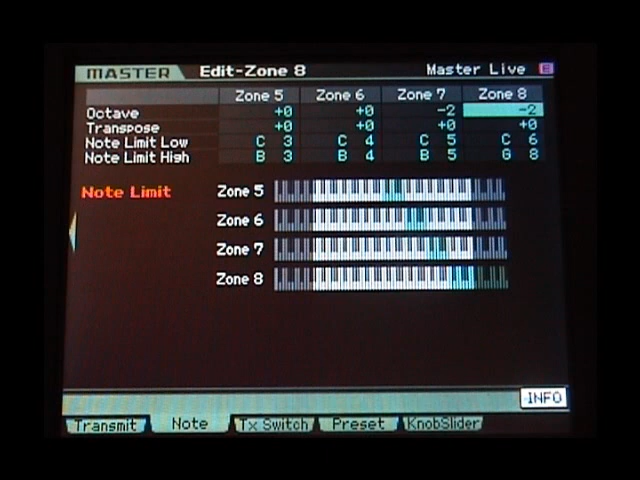 MASTER Edit-Zone 8 Master Live E
Zone 5 Zone 6 Zone 7 Zone 8
Octave +0 +0 -2 -2
Transpose +0 +0 +0 +0
Note Limit Low C 3 C 4 C 5 C 6
Note Limit High B 3 B 4 B 5 G 8
Note Limit Zone 5
Zone 6
Zone 7
Zone 8
INFO
Transmit Note Tx Switch Preset KnobSlider